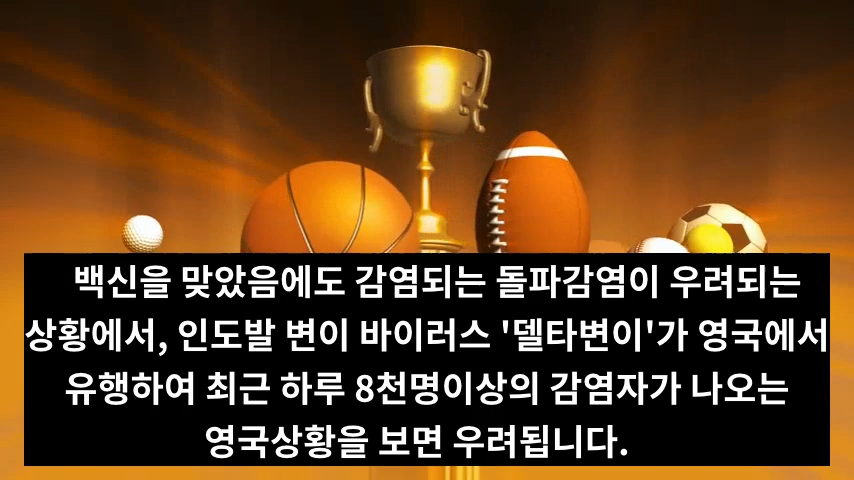 백신을 맞았음에도 감염되는 돌파감염이 우려되는
상황에서, 인도발 변이 바이러스 '델타변이'가 영국에서
유행하여 최근 하루 8천명이상의 감염자가 나오는
영국상황을 보면 우려됩니다.